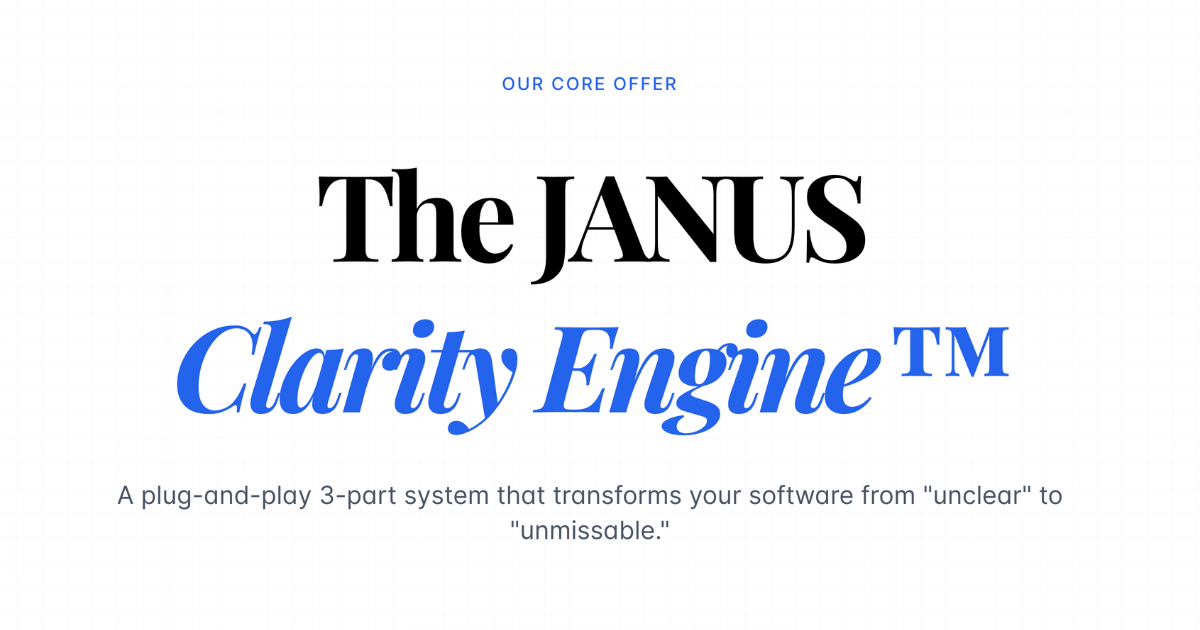 OUR CORE OFFER
The JANUS
Clarity Engine™
A plug-and-play 3-part system that transforms your software from "unclear" to
"unmissable."